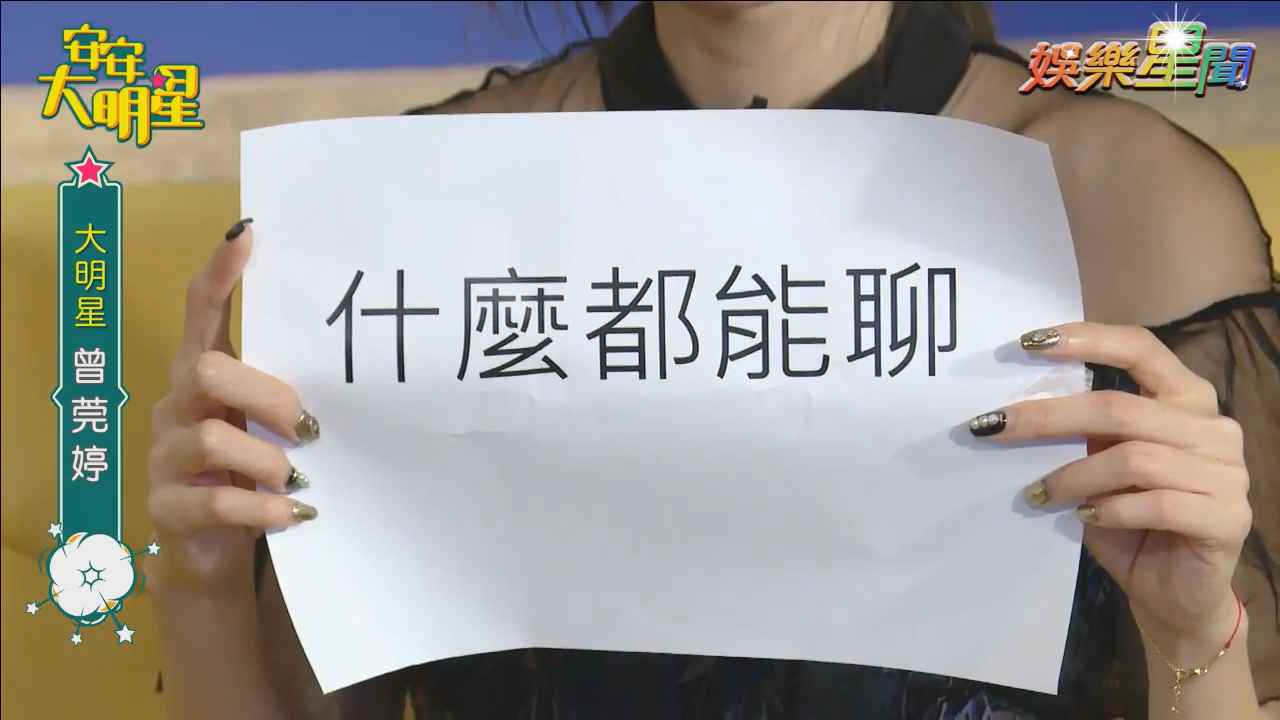 安安
大明星
娛樂星聞
大明星 曾莞婷
什麼都能聊